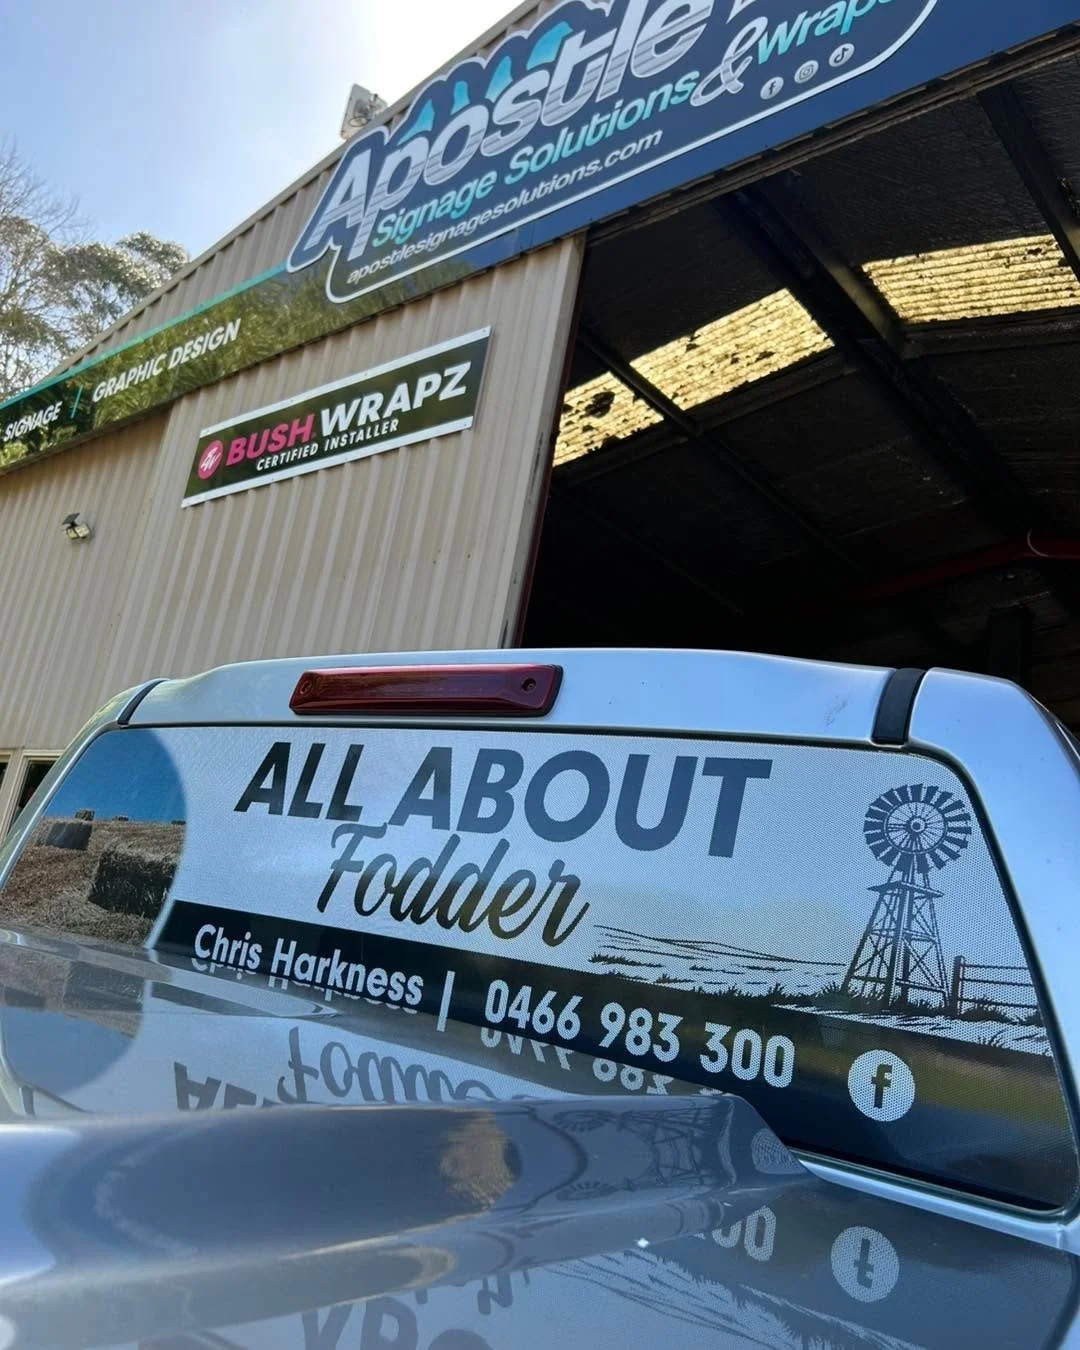 Apostle
Signage Solutions & Wraps
apostlesignagesolutions.com
SIGNAGE / GRAPHIC DESIGN
BUSH WRAPZ
CERTIFIED INSTALLER
ALL ABOUT
Fodder
Chris Harkness | 0466 983 300
f